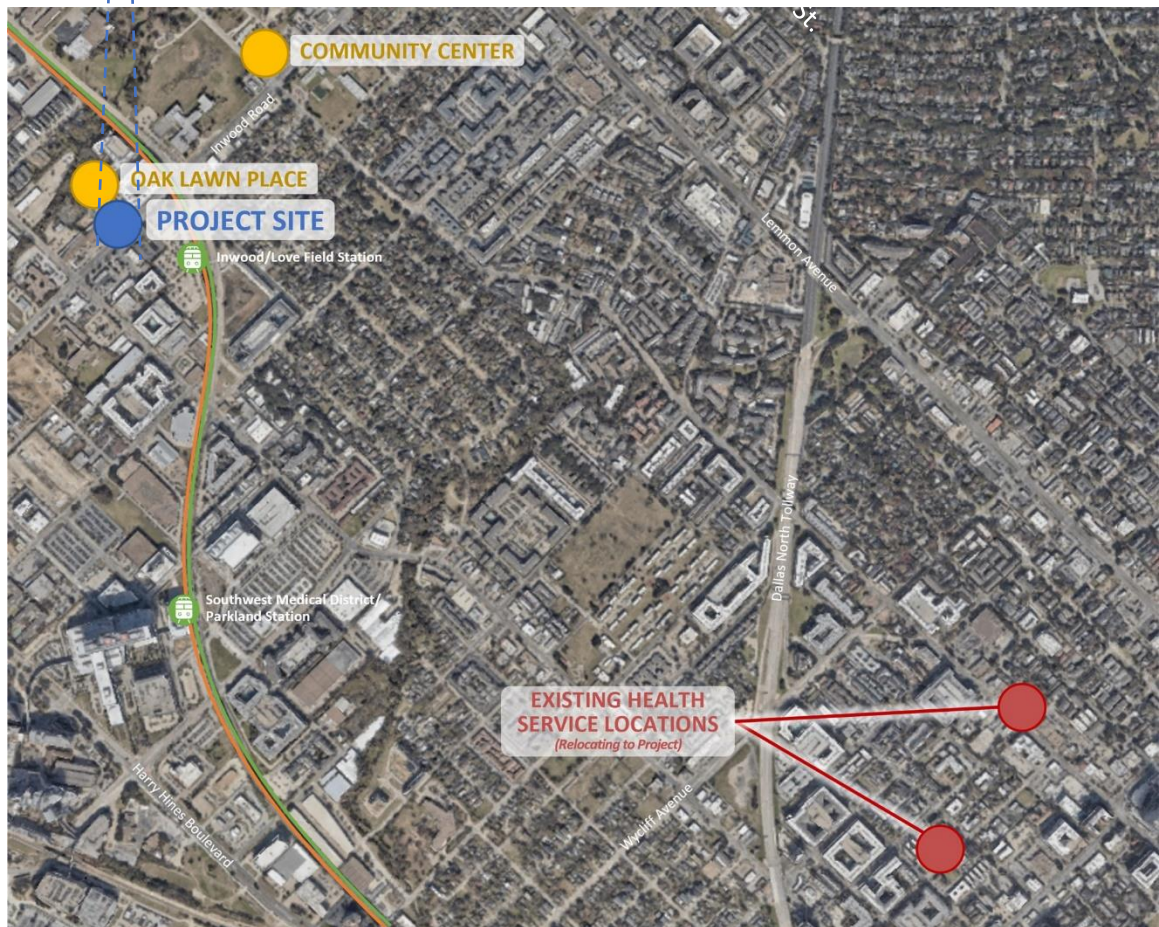 St.
COMMUNITY CENTER
Inwood Road
OAK LAWN PLACE
PROJECT SITE
Inwood/Love Field Station
Lemmon Avenue
Dallas North Tollway
Southwest Medical District/
Parkland Station
EXISTING HEALTH
SERVICE LOCATIONS
(Relocating to Project)
Harry Hines Boulevard
Wycliff Avenue